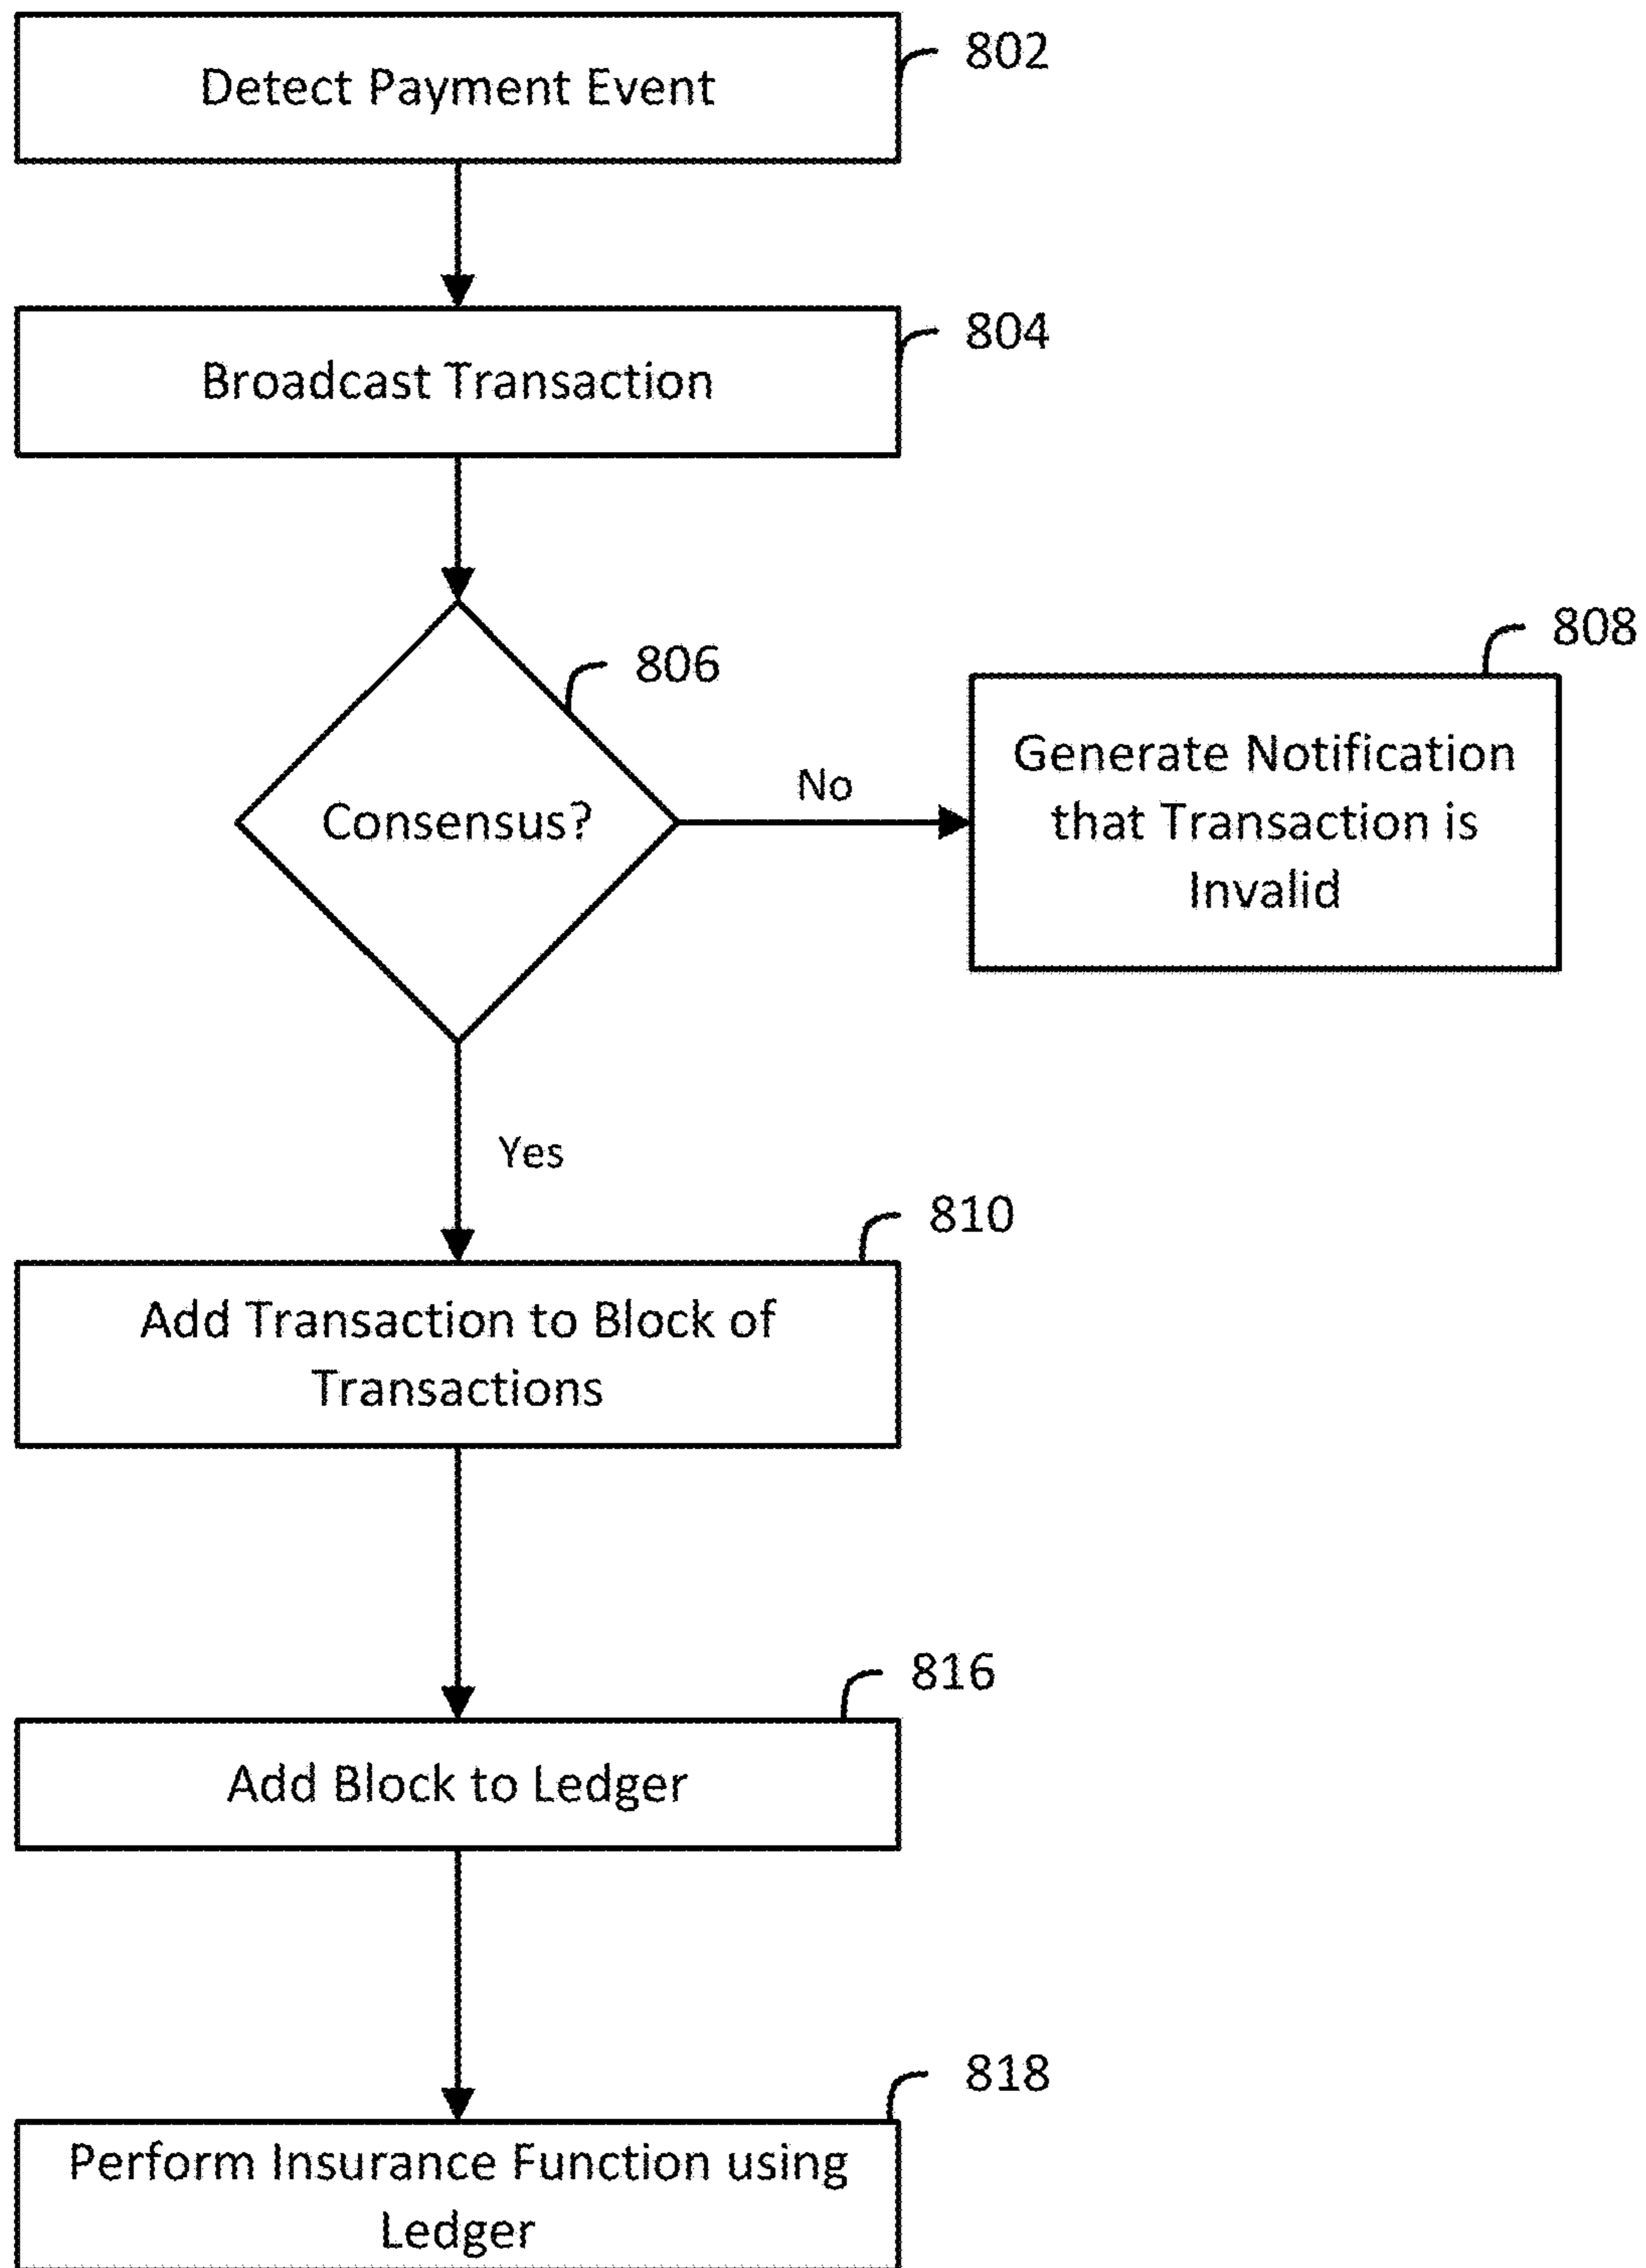 802
Detect Payment Event
804
Broadcast Transaction
806
Consensus?
No
808
Generate Notification
that Transaction is
Invalid
Yes
810
Add Transaction to Block of
Transactions
816
Add Block to Ledger
818
Perform Insurance Function using
Ledger